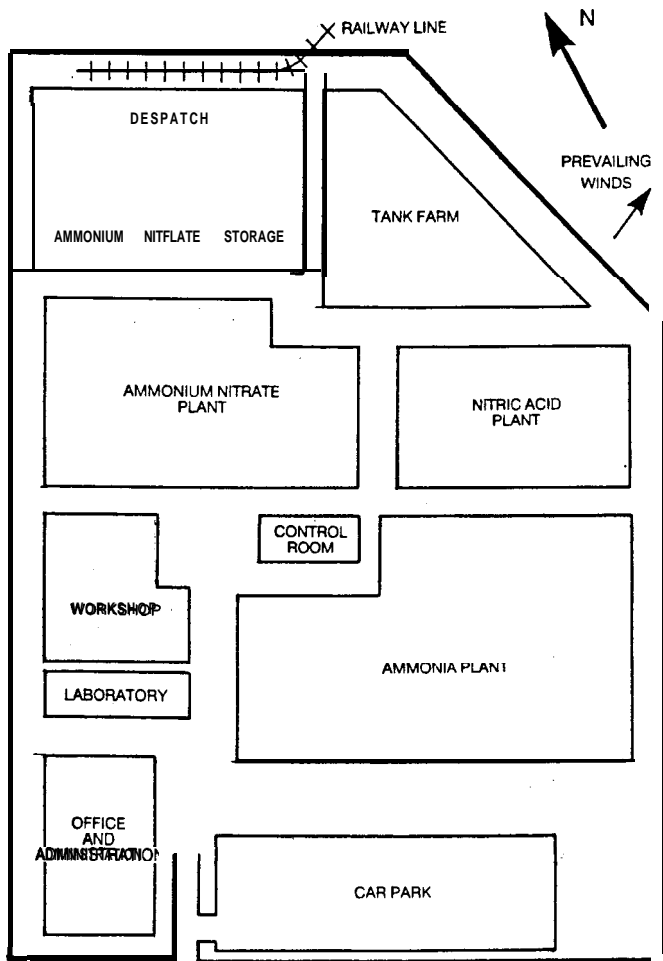 RAILWAY LINE
N
DESPATCH
PREVAILING
WINDS
TANK FARM
AMMONIUM NITFLATE STORAGE
AMMONIUM NITRATE
PLANT
NITRIC ACID
PLANT
CONTROL
ROOM
WORKSHOP
AMMONIA PLANT
LABORATORY
OFFICE
AND
ADMINISTRATION
CAR PARK